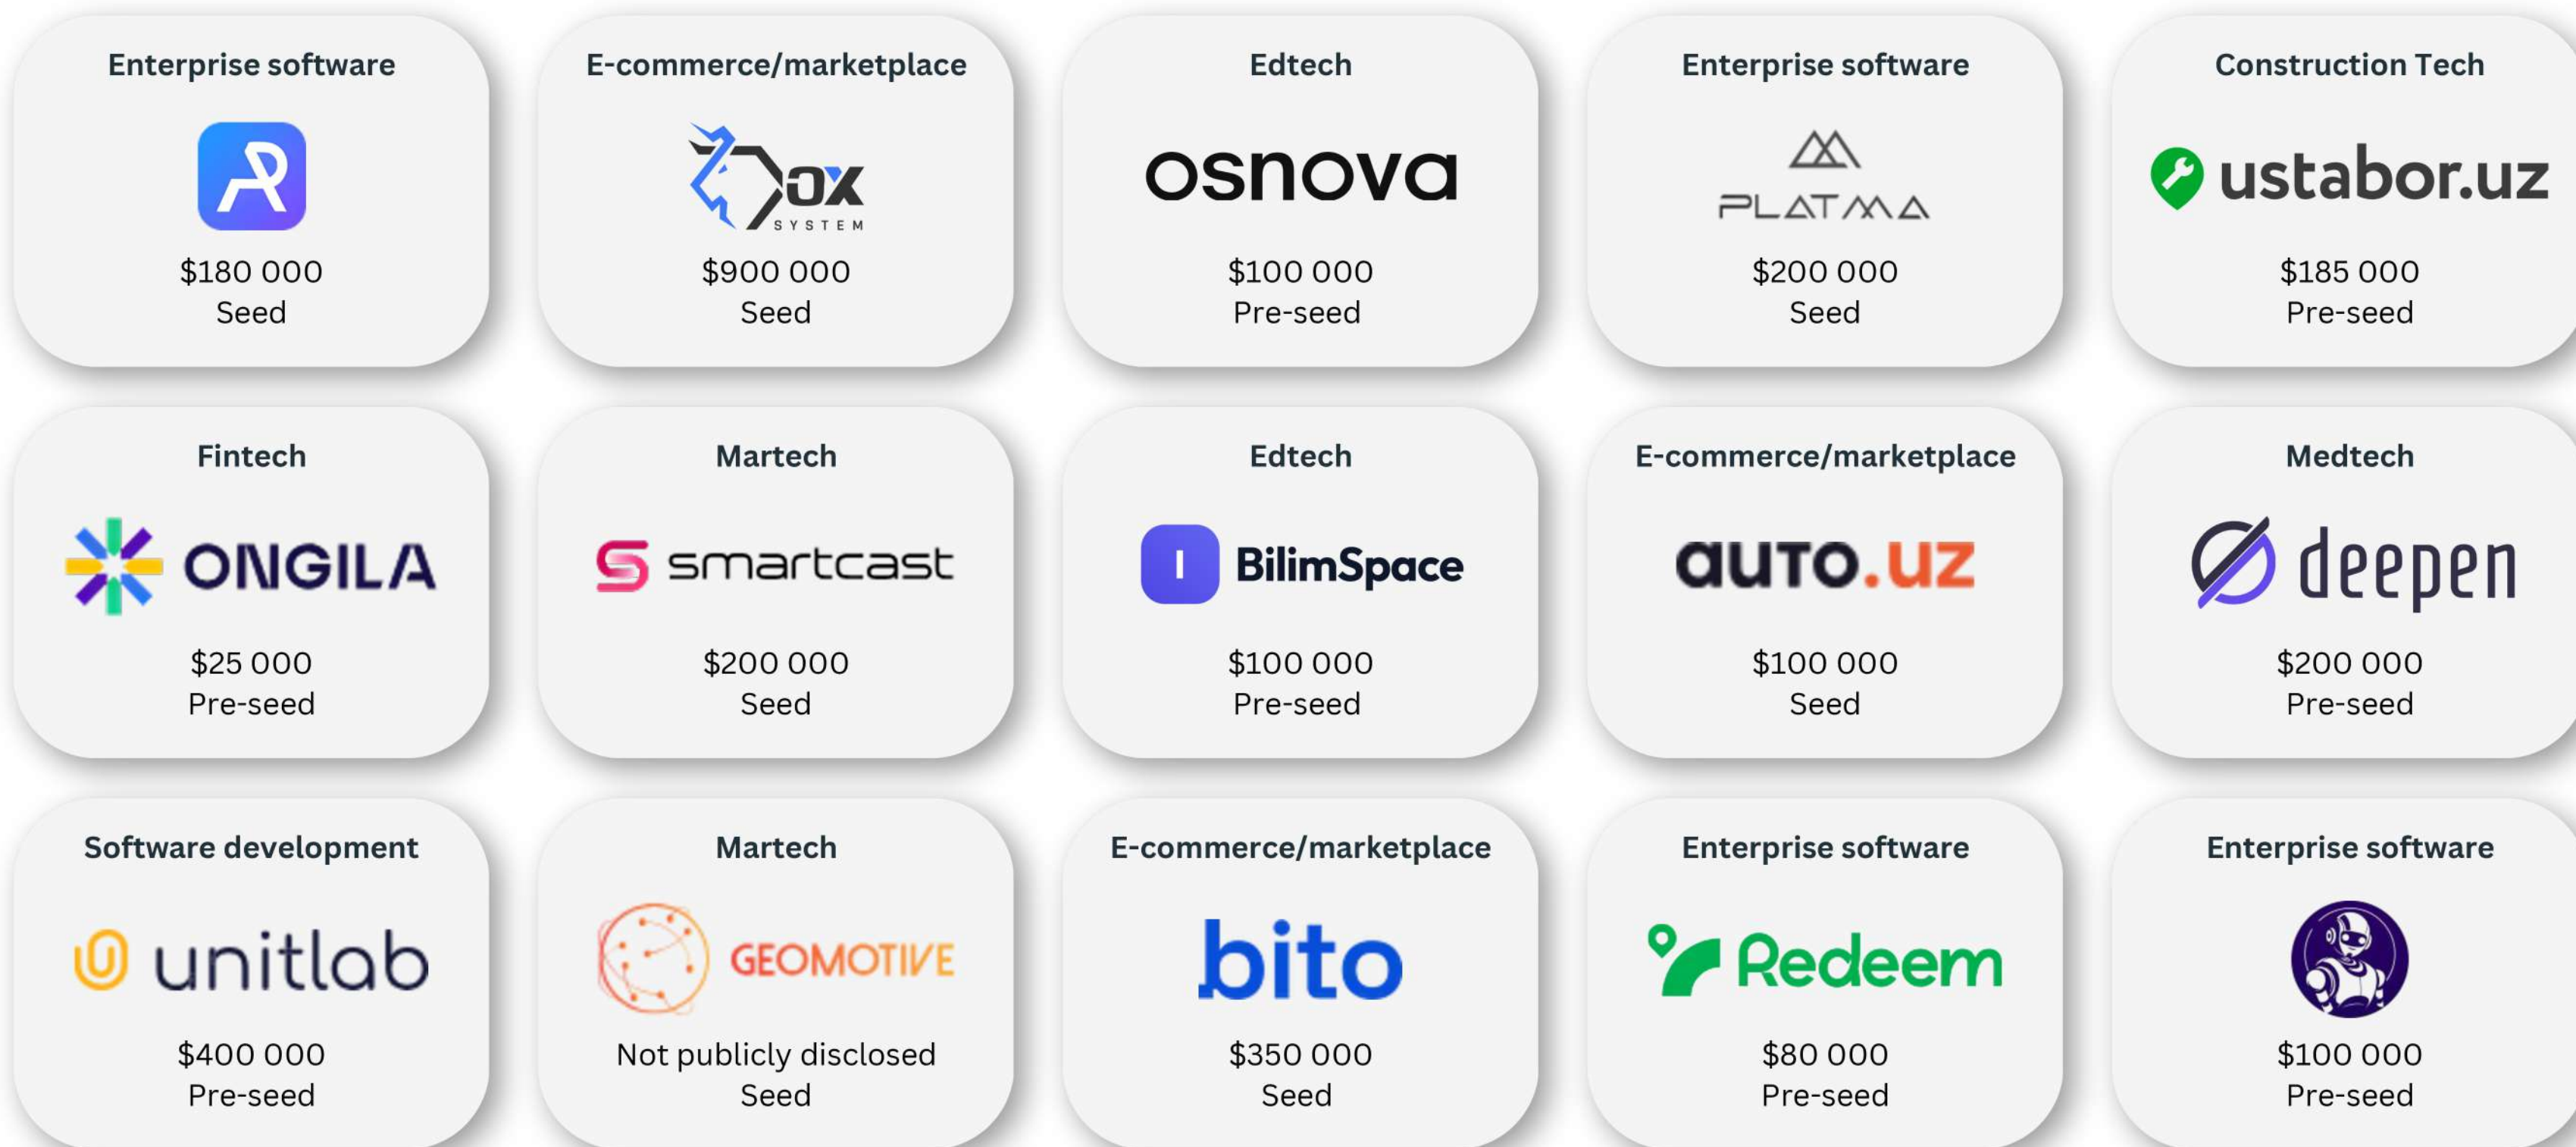 Enterprise software
$180 000
Seed
E-commerce/marketplace
OX
SYSTEM
$900 000
Seed
Edtech
osnova
$100 000
Pre-seed
Enterprise software
PLATMA
$200 000
Seed
Construction Tech
ustabor.uz
$185 000
Pre-seed
Fintech
ONGILA
$25 000
Pre-seed
Martech
smartcast
$200 000
Seed
Edtech
I BilimSpace
$100 000
Pre-seed
E-commerce/marketplace
auto.uz
$100 000
Seed
Medtech
deepen
$200 000
Pre-seed
Software development
unitlab
$400 000
Pre-seed
Martech
GEOMOTIVE
Not publicly disclosed
Seed
E-commerce/marketplace
bito
$350 000
Seed
Enterprise software
Redeem
$80 000
Pre-seed
Enterprise software
$100 000
Pre-seed